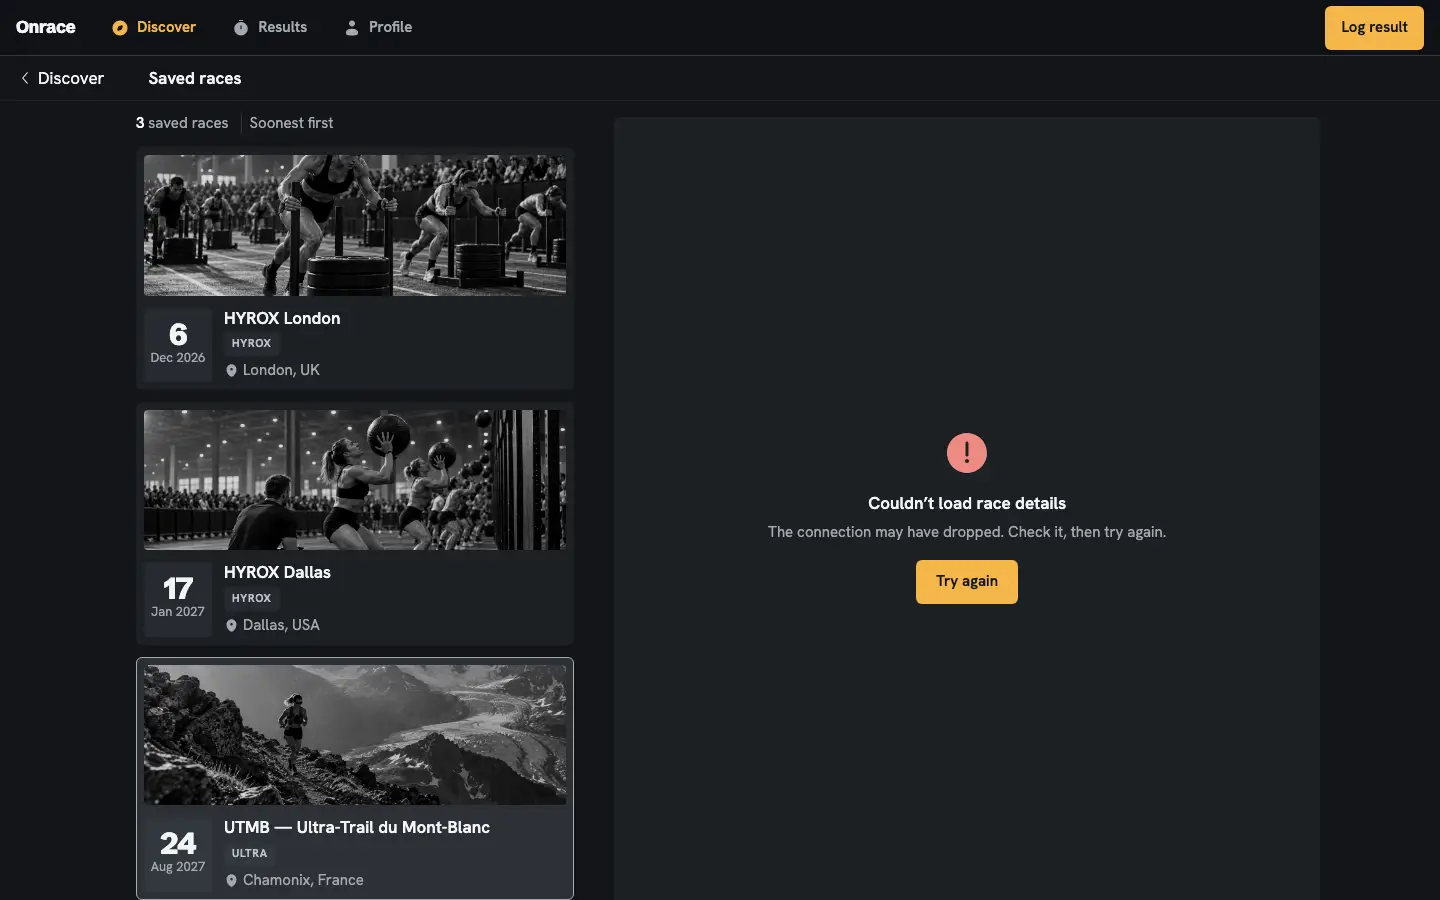 Onrace
Discover
Results
Profile
Log result
Discover
Saved races
3 saved races
Soonest first
6
Dec 2026
HYROX London
HYROX
London, UK
17
Jan 2027
HYROX Dallas
HYROX
Dallas, USA
24
Aug 2027
UTMB — Ultra-Trail du Mont-Blanc
ULTRA
Chamonix, France
Couldn’t load race details
The connection may have dropped. Check it, then try again.
Try again